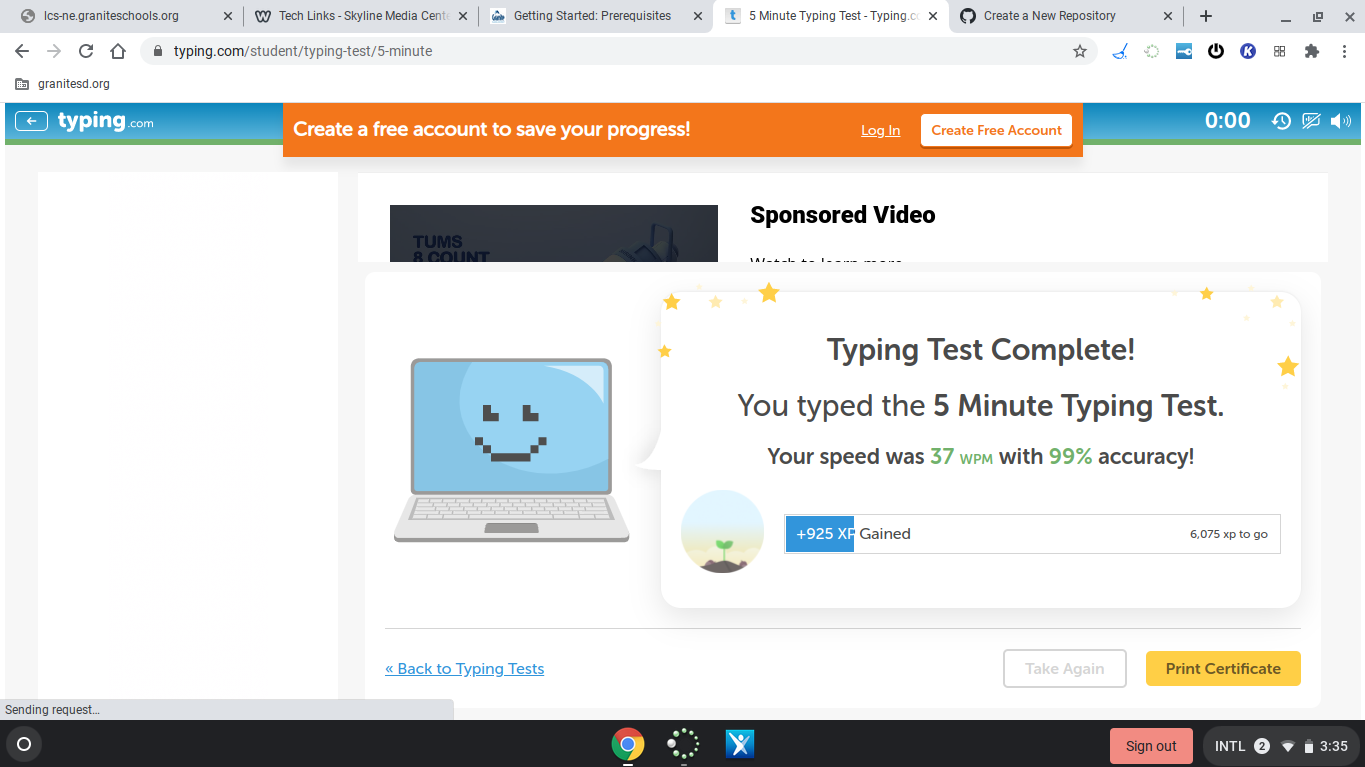 lcs-ne.graniteschools.org
Tech Links - Skyline Media Cente
Getting Started: Prerequisites
5 Minute Typing Test - Typing.c
Create a New Repository
typing.com/student/typing-test/5-minute
granitesd.org
typing.com
Create a free account to save your progress!
Log In
Create Free Account
0:00
TUMS
8 COUNT
Sponsored Video
Watch to learn more
Typing Test Complete!
You typed the 5 Minute Typing Test.
Your speed was 37 WPM with 99% accuracy!
+925 XP Gained
6,075 xp to go
« Back to Typing Tests
Take Again
Print Certificate
Sending request...
Sign out
INTL 2 3:35